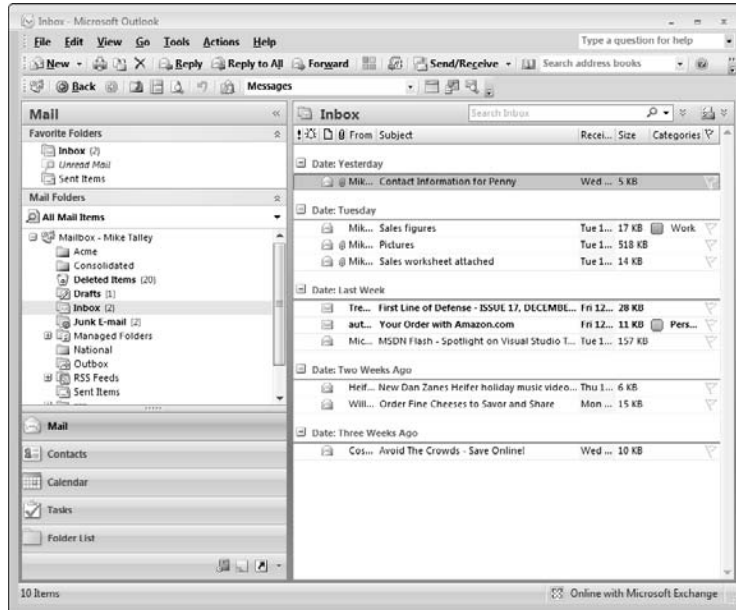 Inbox - Microsoft Outlook
File Edit View Go Tools Actions Help Type a question for help
New Reply Reply to All Forward Send/Receive Search address books
Back Messages
Mail
Favorite Folders
Inbox (2)
Unread Mail
Sent Items
Mail Folders
All Mail Items
Mailbox - Mike Talley
Acme
Consolidated
Deleted Items (20)
Drafts (1)
Inbox (2)
Junk E-mail (2)
Managed Folders
National
Outbox
RSS Feeds
Sent Items
Mail
Contacts
Calendar
Tasks
Folder List
Inbox Search Inbox
From Subject Recei... Size Categories
Date: Yesterday
Mik... Contact Information for Penny Wed ... 5 KB
Date: Tuesday
Mik... Sales figures Tue 1... 17 KB Work
Mik... Pictures Tue 1... 518 KB
Mik... Sales worksheet attached Tue 1... 14 KB
Date: Last Week
Tre... First Line of Defense - ISSUE 17, DECEMBE... Fri 12... 28 KB
aut... Your Order with Amazon.com Fri 12... 11 KB Pers...
Mic... MSDN Flash - Spotlight on Visual Studio T... Tue 1... 157 KB
Date: Two Weeks Ago
Heif... New Dan Zanes Heifer holiday music video... Thu 1... 6 KB
Will... Order Fine Cheeses to Savor and Share Mon ... 15 KB
Date: Three Weeks Ago
Cos... Avoid The Crowds - Save Online! Wed ... 10 KB
10 Items Online with Microsoft Exchange